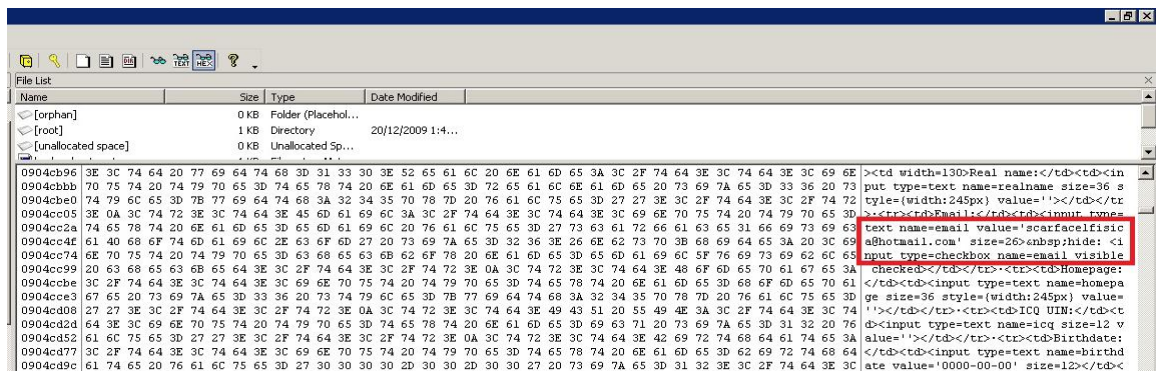 TEXT HEX
File List
Name Size Type Date Modified
[orphan] 0 KB Folder (Placehol...
[root] 1 KB Directory 20/12/2009 1:4...
[unallocated space] 0 KB Unallocated Sp...
0904cb96 3E 3C 74 64 20 77 69 64 74 68 3D 31 33 30 3E 52 65 61 6C 20 6E 61 6D 65 3A 3C 2F 74 64 3E 3C 74 64 3E 3C 69 6E ><td width=130>Real name:</td><td><in
0904cbbb 70 75 74 20 74 79 70 65 3D 74 65 78 74 20 6E 61 6D 65 3D 72 65 61 6C 6E 61 6D 65 20 73 69 7A 65 3D 33 36 20 73 put type=text name=realname size=36 s
0904cbe0 74 79 6C 65 3D 7B 77 69 64 74 68 3A 32 34 35 70 78 7D 20 76 61 6C 75 65 3D 27 27 3E 3C 2F 74 64 3E 3C 2F 74 72 tyle={width:245px} value=''></td></tr
0904cc05 3E 0A 3C 74 72 3E 3C 74 64 3E 45 6D 61 69 6C 3A 3C 2F 74 64 3E 3C 74 64 3E 3C 69 6E 70 75 74 20 74 79 70 65 3D >·<tr><td>Email:</td><td><input type=
0904cc2a 74 65 78 74 20 6E 61 6D 65 3D 65 6D 61 69 6C 20 76 61 6C 75 65 3D 27 73 63 61 72 66 61 63 65 6C 66 69 73 69 63 text name=email value='scarfacelfisic
0904cc4f 61 40 68 6F 74 6D 61 69 6C 2E 63 6F 6D 27 20 73 69 7A 65 3D 32 36 3E 26 6E 62 73 70 3B 68 69 64 65 3A 20 3C 69 a@hotmail.com' size=26>&nbsp;hide: <i
0904cc74 6E 70 75 74 20 74 79 70 65 3D 63 68 65 63 6B 62 6F 78 20 6E 61 6D 65 3D 65 6D 61 69 6C 5F 76 69 73 69 62 6C 65 nput type=checkbox name=email_visible
0904cc99 20 63 68 65 63 6B 65 64 3E 3C 2F 74 64 3E 3C 2F 74 72 3E 0A 3C 74 72 3E 3C 74 64 3E 48 6F 6D 65 70 61 67 65 3A checked></td></tr>·<tr><td>Homepage:
0904ccbe 3C 2F 74 64 3E 3C 74 64 3E 3C 69 6E 70 75 74 20 74 79 70 65 3D 74 65 78 74 20 6E 61 6D 65 3D 68 6F 6D 65 70 61 </td><td><input type=text name=homepa
0904cce3 67 65 20 73 69 7A 65 3D 33 36 20 73 74 79 6C 65 3D 7B 77 69 64 74 68 3A 32 34 35 70 78 7D 20 76 61 6C 75 65 3D ge size=36 style={width:245px} value=
0904cd08 27 27 3E 3C 2F 74 64 3E 3C 2F 74 72 3E 0A 3C 74 72 3E 3C 74 64 3E 49 43 51 20 55 49 4E 3A 3C 2F 74 64 3E 3C 74 ''></td></tr>·<tr><td>ICQ UIN:</td><t
0904cd2d 64 3E 3C 69 6E 70 75 74 20 74 79 70 65 3D 74 65 78 74 20 6E 61 6D 65 3D 69 63 71 20 73 69 7A 65 3D 31 32 20 76 d><input type=text name=icq size=12 v
0904cd52 61 6C 75 65 3D 27 27 3E 3C 2F 74 64 3E 3C 2F 74 72 3E 0A 3C 74 72 3E 3C 74 64 3E 42 69 72 74 68 64 61 74 65 3A alue=''></td></tr>·<tr><td>Birthdate:
0904cd77 3C 2F 74 64 3E 3C 74 64 3E 3C 69 6E 70 75 74 20 74 79 70 65 3D 74 65 78 74 20 6E 61 6D 65 3D 62 69 72 74 68 64 </td><td><input type=text name=birthd
0904cd9c 61 74 65 20 76 61 6C 75 65 3D 27 30 30 30 30 2D 30 30 2D 30 30 27 20 73 69 7A 65 3D 31 32 3E 3C 2F 74 64 3E 3C ate value='0000-00-00' size=12></td><